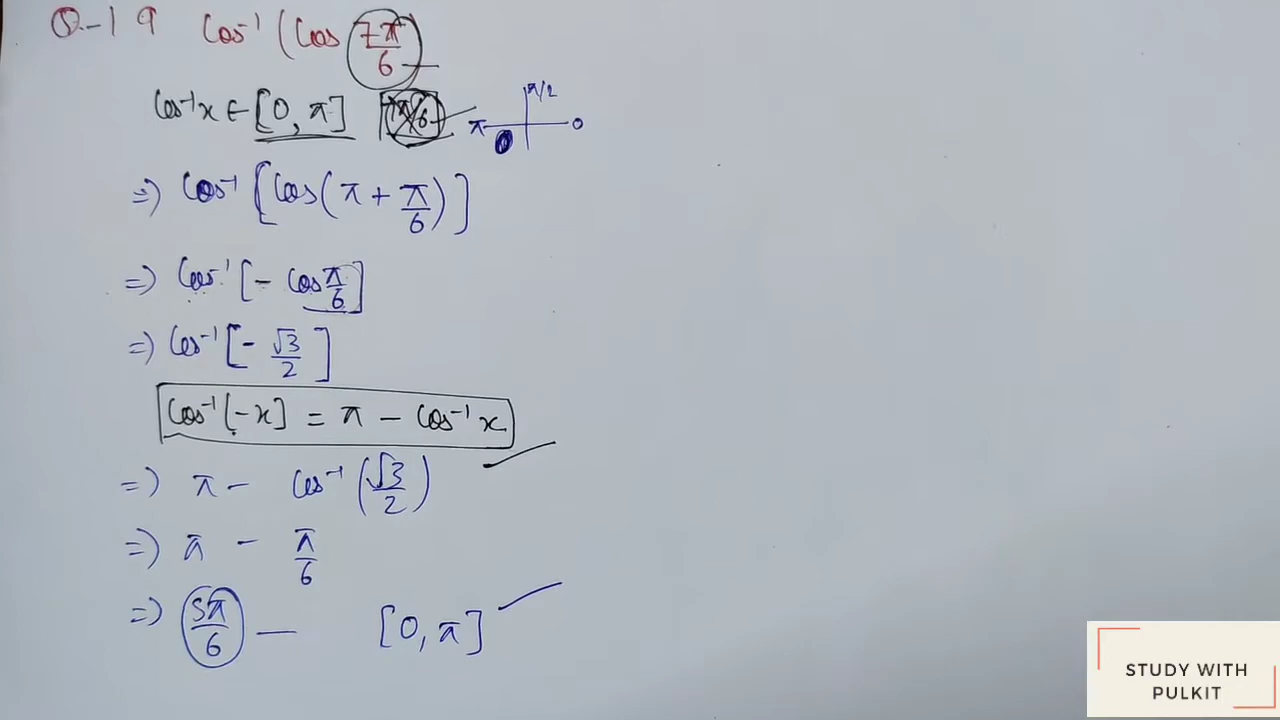 Q-19 Cos⁻¹(Cos 7π/6)
Cos⁻¹x ∈ [0, π] 7π/6
π/2
π 0
=) Cos⁻¹[Cos(π + π/6)]
=) Cos⁻¹[- Cos π/6]
=) Cos⁻¹[- √3/2]
Cos⁻¹[-x] = π - Cos⁻¹x
=) π - Cos⁻¹(√3/2)
=) π - π/6
=) 5π/6 [0, π]
STUDY WITH
PULKIT